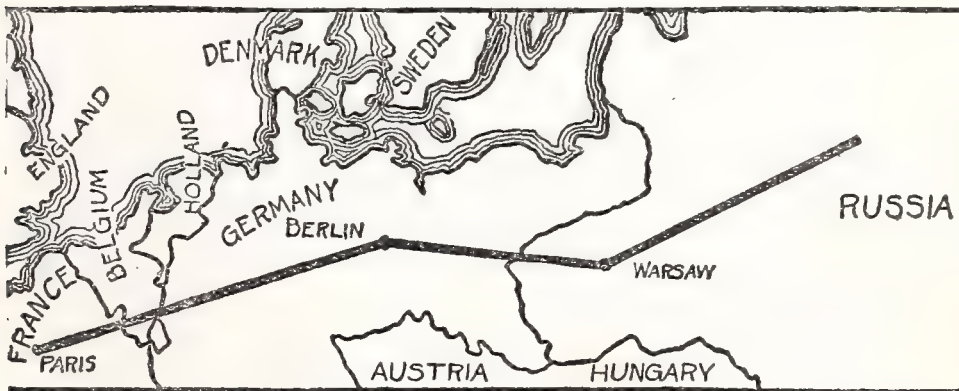 DENMARK
SWEDEN
ENGLAND
BELGIUM
HOLLAND
GERMANY
BERLIN
RUSSIA
WARSAW
FRANCE
PARIS
AUSTRIA
HUNGARY